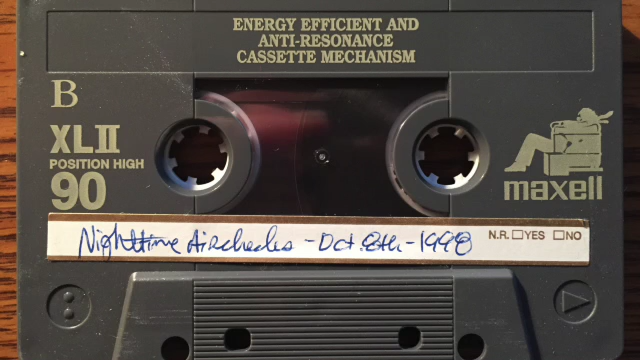 ENERGY EFFICIENT AND
ANTI-RESONANCE
CASSETTE MECHANISM
B
XLII
POSITION HIGH
90
maxell
Nighttime Airchecks - Oct. 8th - 1998
N.R. □YES □NO